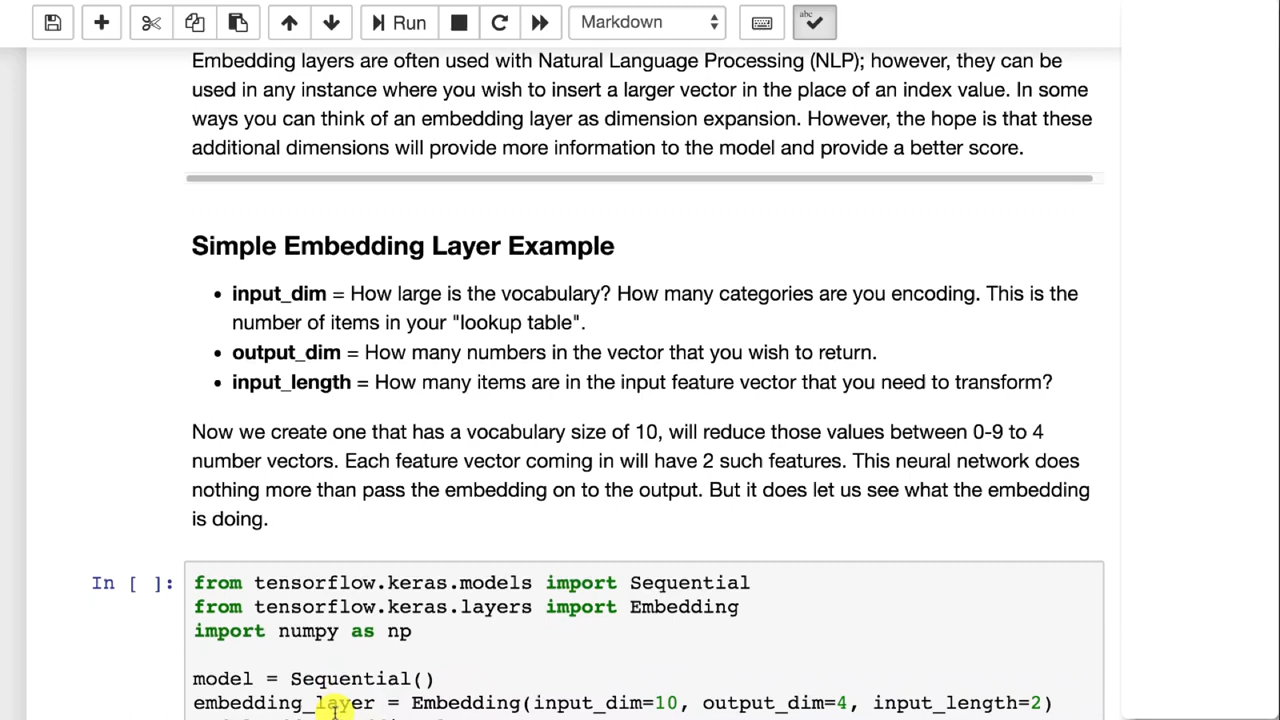 Run
Markdown
abc
Embedding layers are often used with Natural Language Processing (NLP); however, they can be
used in any instance where you wish to insert a larger vector in the place of an index value. In some
ways you can think of an embedding layer as dimension expansion. However, the hope is that these
additional dimensions will provide more information to the model and provide a better score.
Simple Embedding Layer Example
• input_dim = How large is the vocabulary? How many categories are you encoding. This is the
number of items in your "lookup table".
• output_dim = How many numbers in the vector that you wish to return.
• input_length = How many items are in the input feature vector that you need to transform?
Now we create one that has a vocabulary size of 10, will reduce those values between 0-9 to 4
number vectors. Each feature vector coming in will have 2 such features. This neural network does
nothing more than pass the embedding on to the output. But it does let us see what the embedding
is doing.
In [ ]:
from tensorflow.keras.models import Sequential
from tensorflow.keras.layers import Embedding
import numpy as np
model = Sequential()
embedding_layer = Embedding(input_dim=10, output_dim=4, input_length=2)